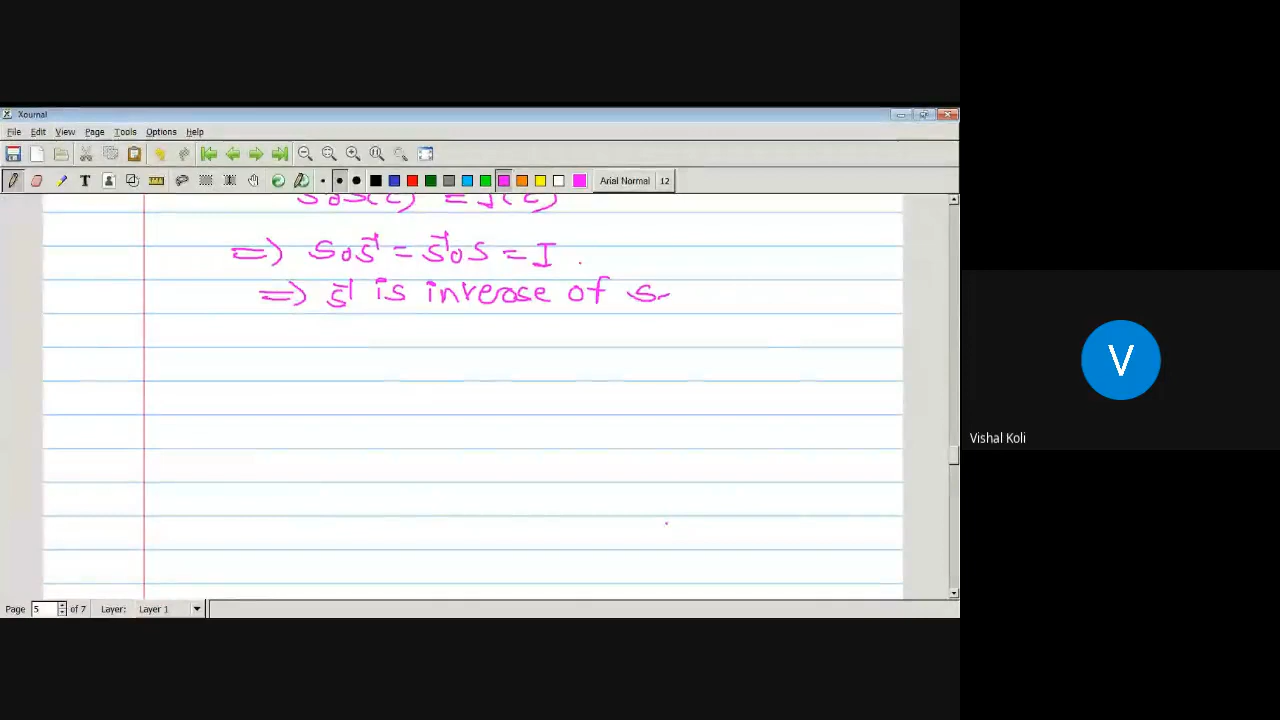 Xournal
File Edit View Page Tools Options Help
T Arial Normal 12
=> S o S⁻¹ = S⁻¹ o S = I .
=> S⁻¹ is inverse of S
V
Vishal Koli
Page 5 of 7 Layer: Layer 1